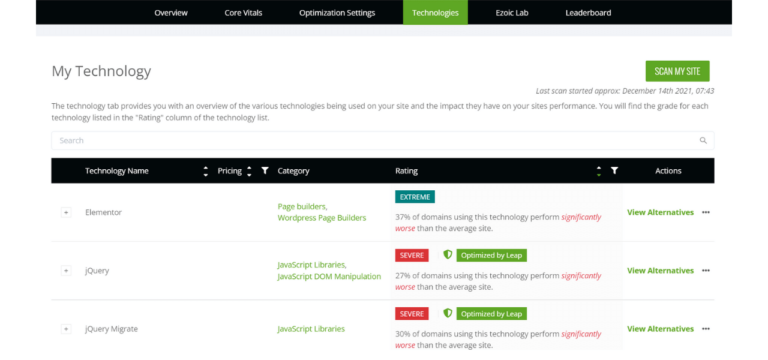 Overview Core Vitals Optimization Settings Technologies Ezoic Lab Leaderboard
My Technology
SCAN MY SITE
Last scan started approx: December 14th 2021, 07:43
The technology tab provides you with an overview of the various technologies being used on your site and the impact they have on your sites performance. You will find the grade for each
technology listed in the "Rating" column of the technology list.
Search
Technology Name Pricing Category Rating Actions
EXTREME
Elementor
Page builders,
Wordpress Page Builders
37% of domains using this technology perform significantly
worse than the average site.
View Alternatives
SEVERE Optimized by Leap
jQuery
JavaScript Libraries,
JavaScript DOM Manipulation
27% of domains using this technology perform significantly
worse than the average site.
View Alternatives
SEVERE Optimized by Leap
jQuery Migrate
JavaScript Libraries
30% of domains using this technology perform significantly
worse than the average site.
View Alternatives